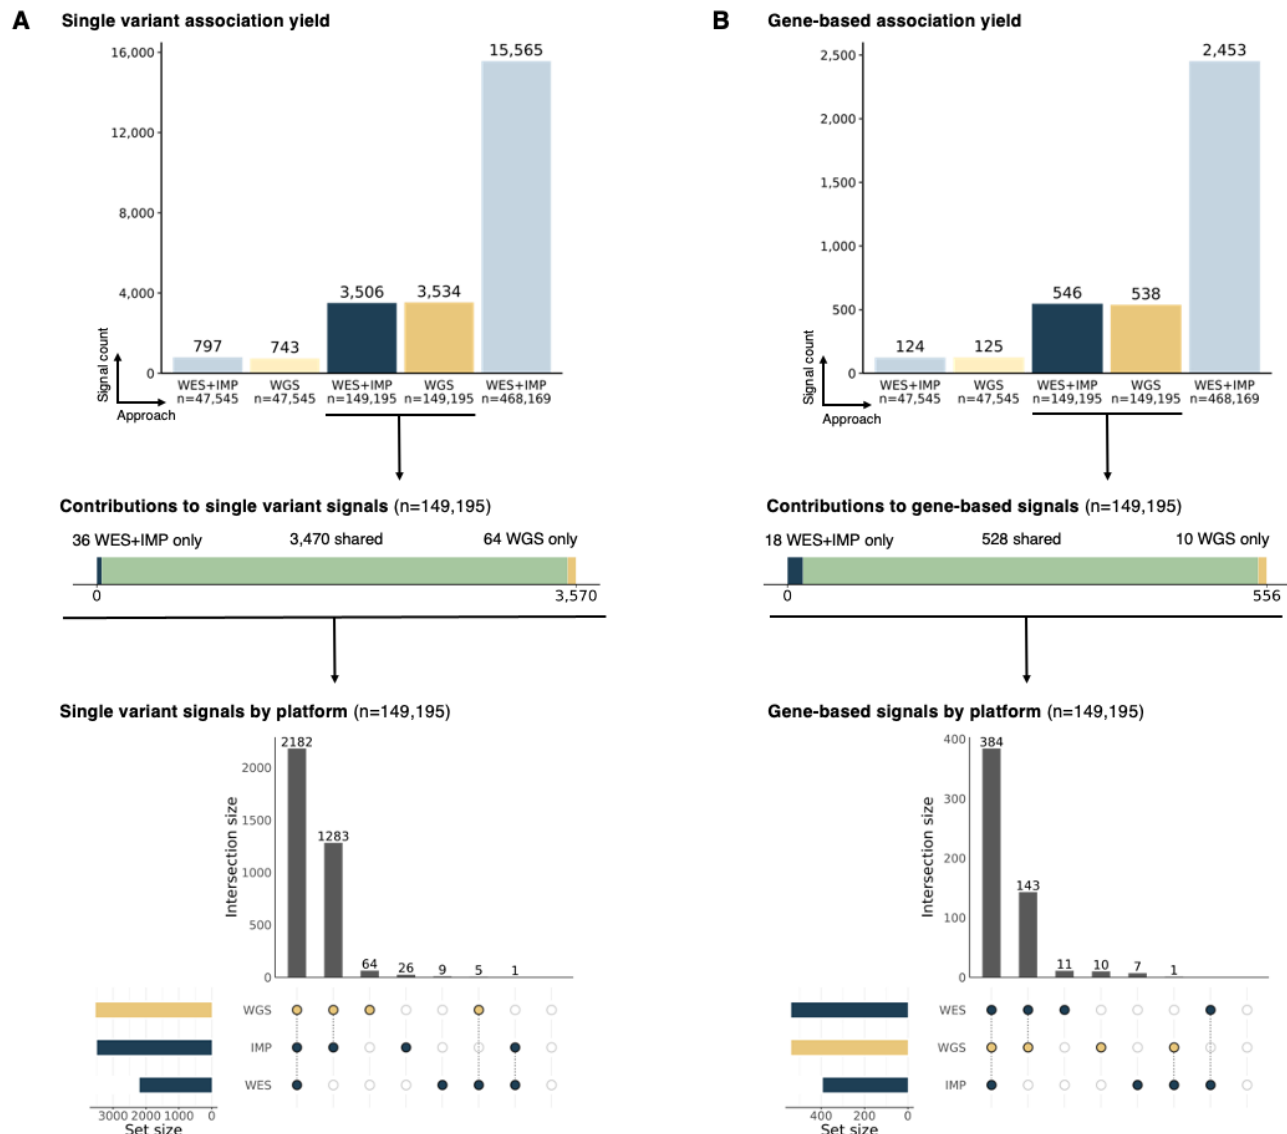 A Single variant association yield
16,000
12,000
8,000
4,000
0
15,565
3,506
3,534
797
743
Signal count
Approach
WES+IMP WGS WES+IMP WGS WES+IMP
n=47,545 n=47,545 n=149,195 n=149,195 n=468,169
Contributions to single variant signals (n=149,195)
36 WES+IMP only 3,470 shared 64 WGS only
0 3,570
Single variant signals by platform (n=149,195)
Intersection size
2000
1500
1000
500
0
2182
1283
64 26 9 5 1
WGS
IMP
WES
3000 2000 1000 0
Set size
B Gene-based association yield
2,500
2,000
1,500
1,000
500
0
2,453
546
538
124
125
Signal count
Approach
WES+IMP WGS WES+IMP WGS WES+IMP
n=47,545 n=47,545 n=149,195 n=149,195 n=468,169
Contributions to gene-based signals (n=149,195)
18 WES+IMP only 528 shared 10 WGS only
0 556
Gene-based signals by platform (n=149,195)
Intersection size
400
300
200
100
0
384
143
11 10 7 1
WES
WGS
IMP
400 200 0
Set size